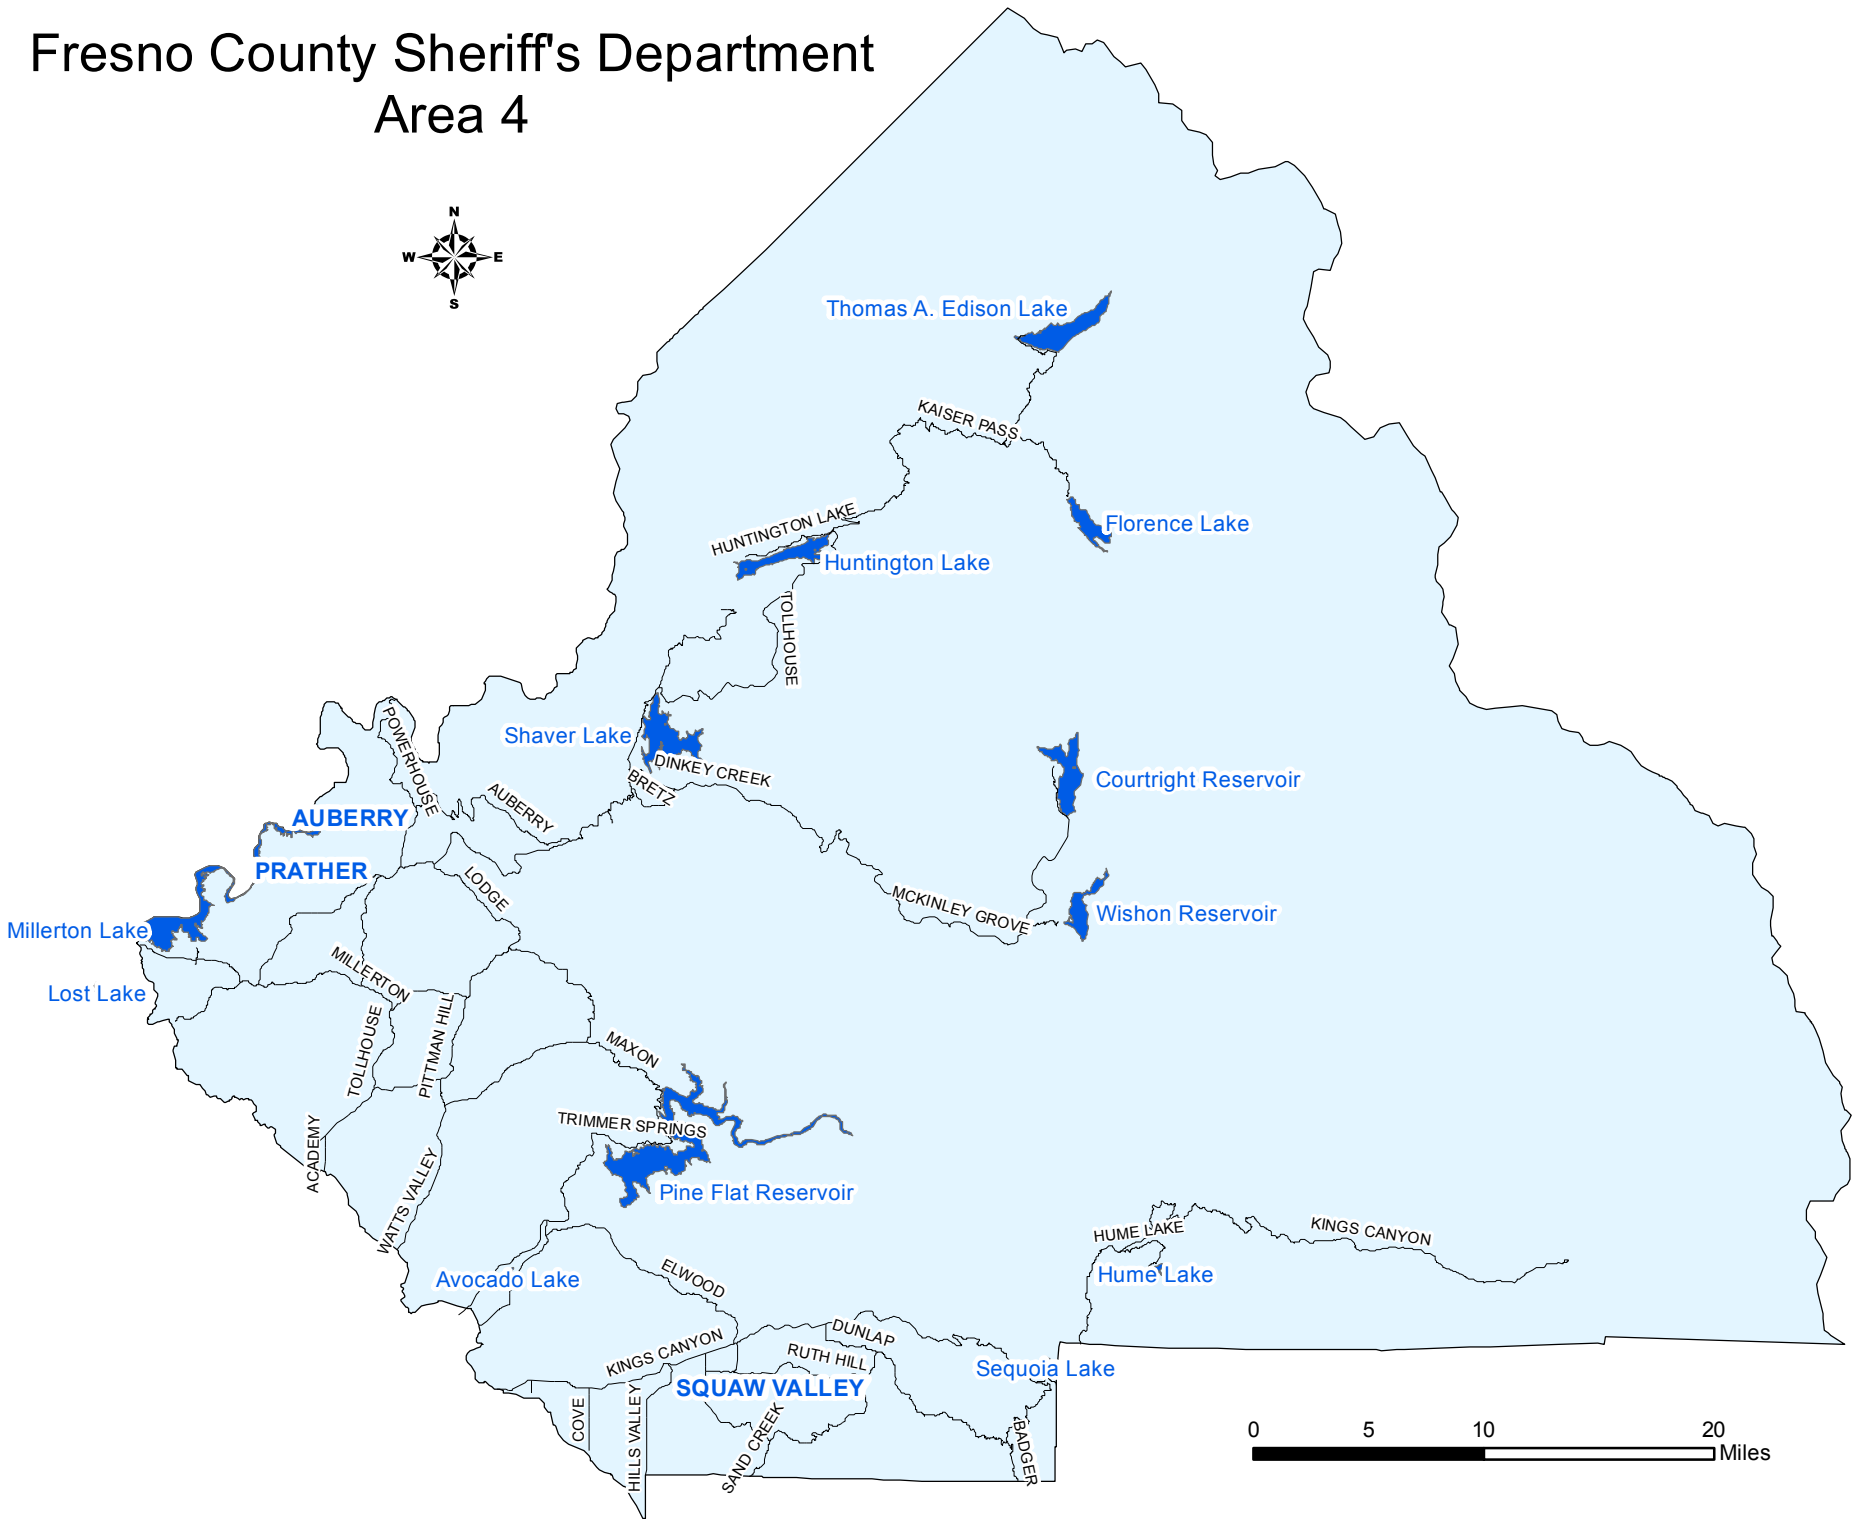 Fresno County Sheriff's Department
Area 4
N
W E
S
Thomas A. Edison Lake
KAISER PASS
HUNTINGTON LAKE
Florence Lake
Huntington Lake
TOLLHOUSE
Shaver Lake
POWERHOUSE
DINKEY CREEK
BRETZ
Courtright Reservoir
AUBERRY
AUBERRY
PRATHER
LODGE
MCKINLEY GROVE
Wishon Reservoir
Millerton Lake
MILLERTON
Lost Lake
TOLLHOUSE
PITTMAN HILL
MAXON
TRIMMER SPRINGS
ACADEMY
WATTS VALLEY
Pine Flat Reservoir
HUME LAKE
KINGS CANYON
Avocado Lake
ELWOOD
Hume Lake
KINGS CANYON
DUNLAP
RUTH HILL
Sequoia Lake
SQUAW VALLEY
COVE
HILLS VALLEY
SAND CREEK
BADGER
0 5 10 20
Miles